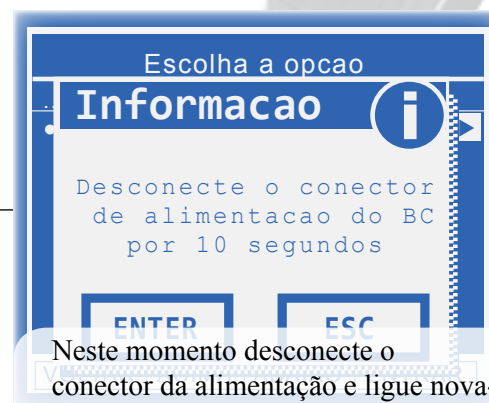 Escolha a opcao
Informacao
Desconecte o conector
de alimentacao do BC
por 10 segundos
ENTER ESC
Neste momento desconecte o
conector da alimentação e ligue nova-